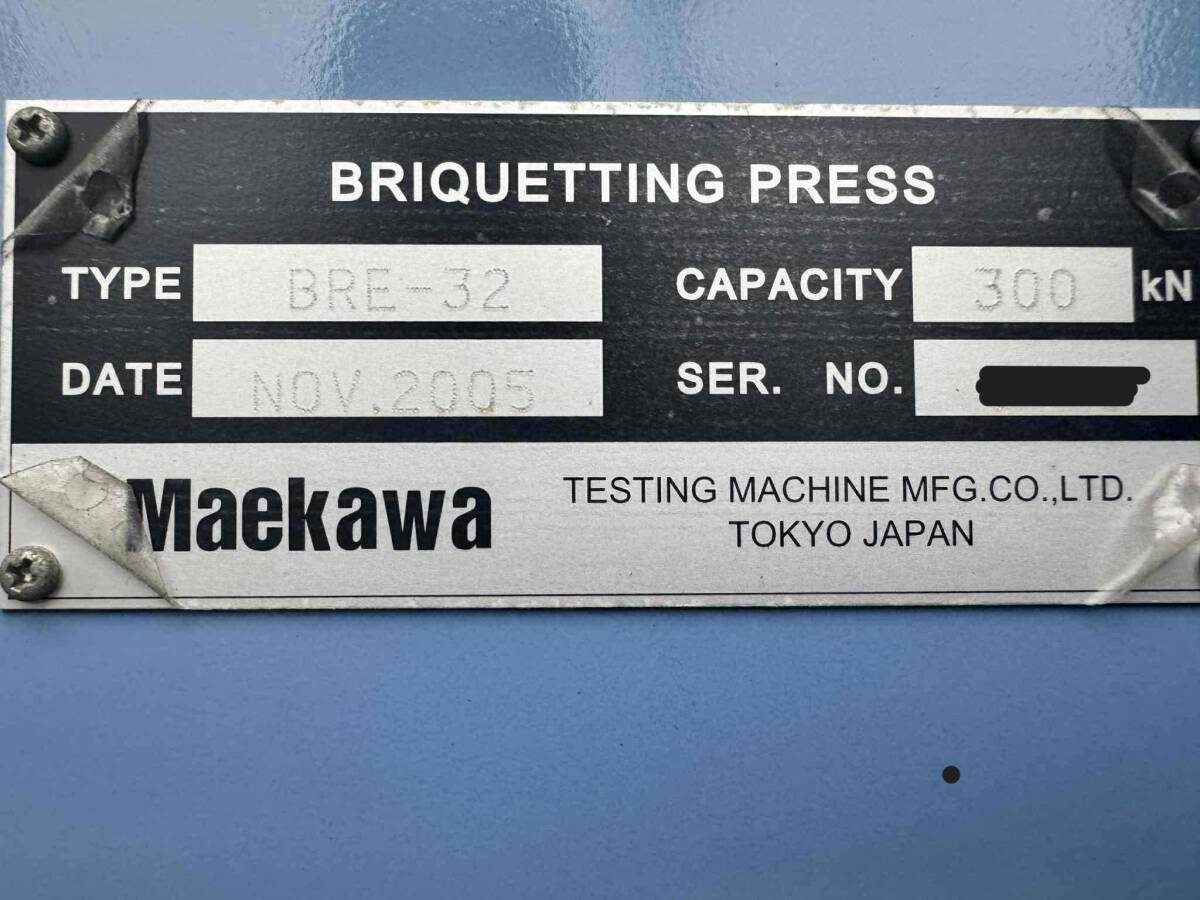 BRIQUETTING PRESS
TYPE BRE-32 CAPACITY 300 kN
DATE NOV.2005 SER. NO.
Maekawa TESTING MACHINE MFG.CO.,LTD.
TOKYO JAPAN